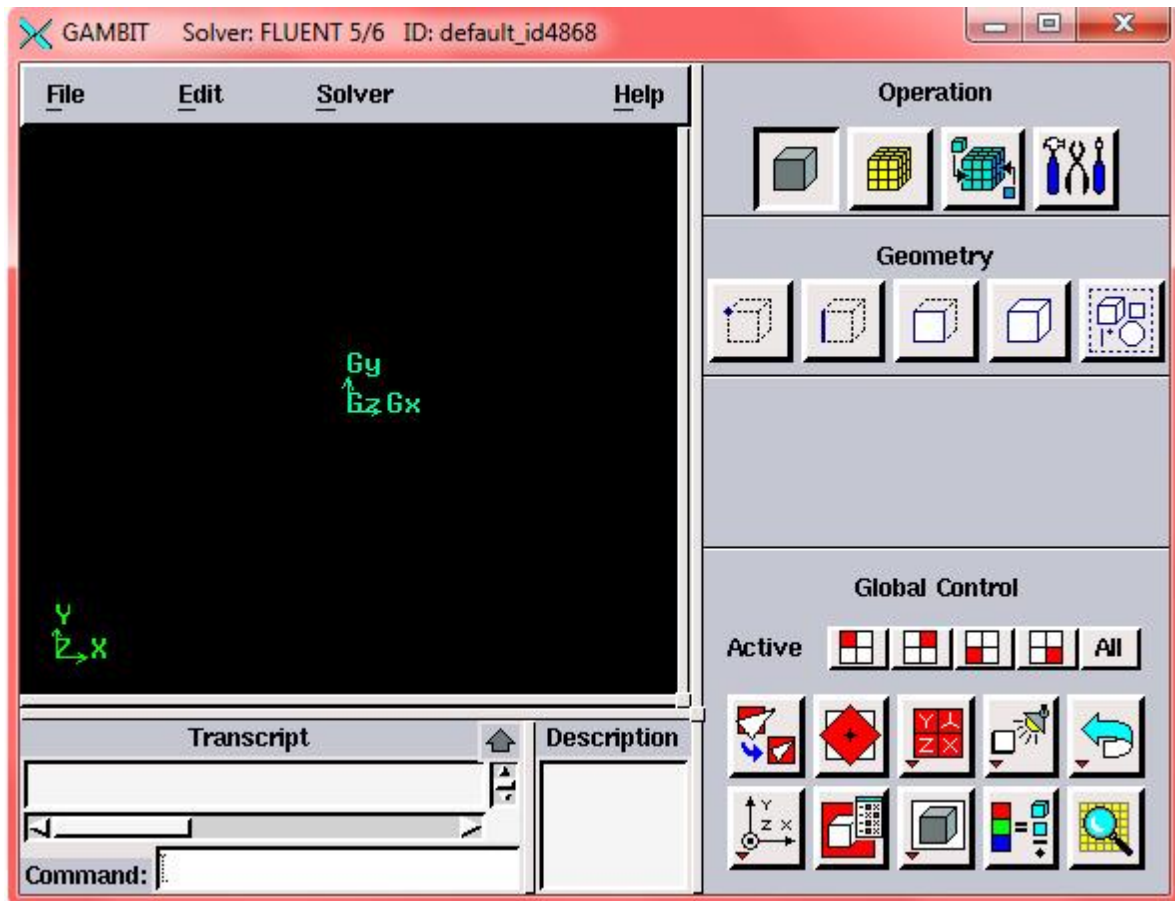 GAMBIT Solver: FLUENT 5/6 ID: default_id4868
File Edit Solver Help
Operation
Geometry
Gy
Gz Gx
Y
Z X
Global Control
Active All
Y
Z X
Y
Z X
Transcript
Description
Command: